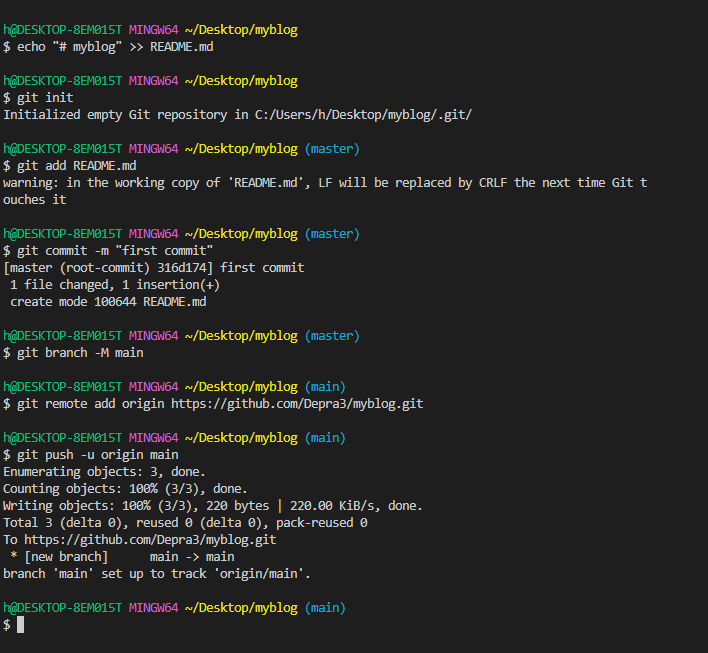 h@DESKTOP-8EM015T MINGW64 ~/Desktop/myblog
$ echo "# myblog" >> README.md
h@DESKTOP-8EM015T MINGW64 ~/Desktop/myblog
$ git init
Initialized empty Git repository in C:/Users/h/Desktop/myblog/.git/
h@DESKTOP-8EM015T MINGW64 ~/Desktop/myblog (master)
$ git add README.md
warning: in the working copy of 'README.md', LF will be replaced by CRLF the next time Git t
ouches it
h@DESKTOP-8EM015T MINGW64 ~/Desktop/myblog (master)
$ git commit -m "first commit"
[master (root-commit) 316d174] first commit
 1 file changed, 1 insertion(+)
 create mode 100644 README.md
h@DESKTOP-8EM015T MINGW64 ~/Desktop/myblog (master)
$ git branch -M main
h@DESKTOP-8EM015T MINGW64 ~/Desktop/myblog (main)
$ git remote add origin https://github.com/Depra3/myblog.git
h@DESKTOP-8EM015T MINGW64 ~/Desktop/myblog (main)
$ git push -u origin main
Enumerating objects: 3, done.
Counting objects: 100% (3/3), done.
Writing objects: 100% (3/3), 220 bytes | 220.00 KiB/s, done.
Total 3 (delta 0), reused 0 (delta 0), pack-reused 0
To https://github.com/Depra3/myblog.git
 * [new branch]      main -> main
branch 'main' set up to track 'origin/main'.
h@DESKTOP-8EM015T MINGW64 ~/Desktop/myblog (main)
$